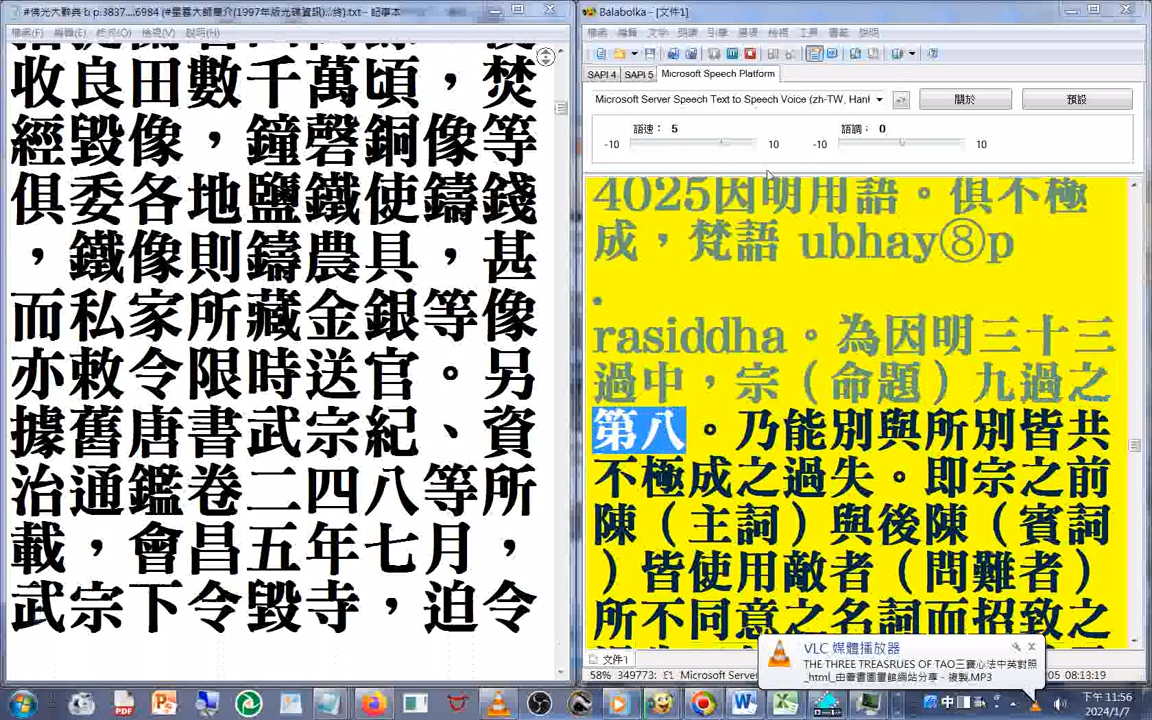 #佛光大辭典 b p.3837....6984 (#星雲大師簡介(1997年版光碟資訊)...終).txt - 記事本
檔案(F) 編輯(E) 格式(O) 檢視(V) 說明(H)
收良田數千萬頃，焚
經毀像，鐘磬銅像等
俱委各地鹽鐵使鑄錢
，鐵像則鑄農具，甚
而私家所藏金銀等像
亦敕令限時送官。另
據舊唐書武宗紀、資
治通鑑卷二四八等所
載，會昌五年七月，
武宗下令毀寺，迫令
Balabolka - [文件1]
檔案 編輯 文字 朗讀 引擎 選項 檢視 工具 書籤 說明
SAPI 4 SAPI 5 Microsoft Speech Platform
Microsoft Server Speech Text to Speech Voice (zh-TW, Hanl
關於 預設
語速： 5 語調： 0
-10 10 -10 10
4025因明用語。俱不極
成，梵語 ubhay⑧p
.
rasiddha。為因明三十三
過中，宗（命題）九過之
第八。乃能別與所別皆共
不極成之過失。即宗之前
陳（主詞）與後陳（賓詞
）皆使用敵者（問難者）
所不同意之名詞而招致之
文件1
58% 349773: E1 Microsoft Serve
08:13:19
VLC 媒體播放器
THE THREE TREASRUES OF TAO三寶心法中英對照
_html_由善書圖書館網站分享 - 複製.MP3
中
下午 11:56
2024/1/7